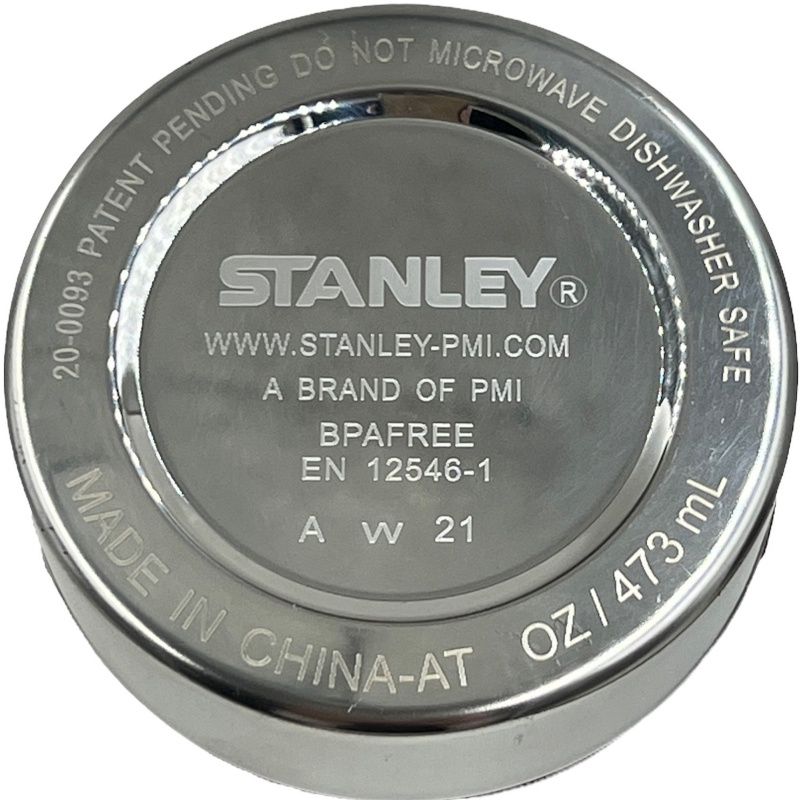 20-0093 PATENT PENDING DO NOT MICROWAVE DISHWASHER SAFE
STANLEY®
WWW.STANLEY-PMI.COM
A BRAND OF PMI
BPAFREE
EN 12546-1
A W 21
MADE IN CHINA-AT OZ / 473 mL